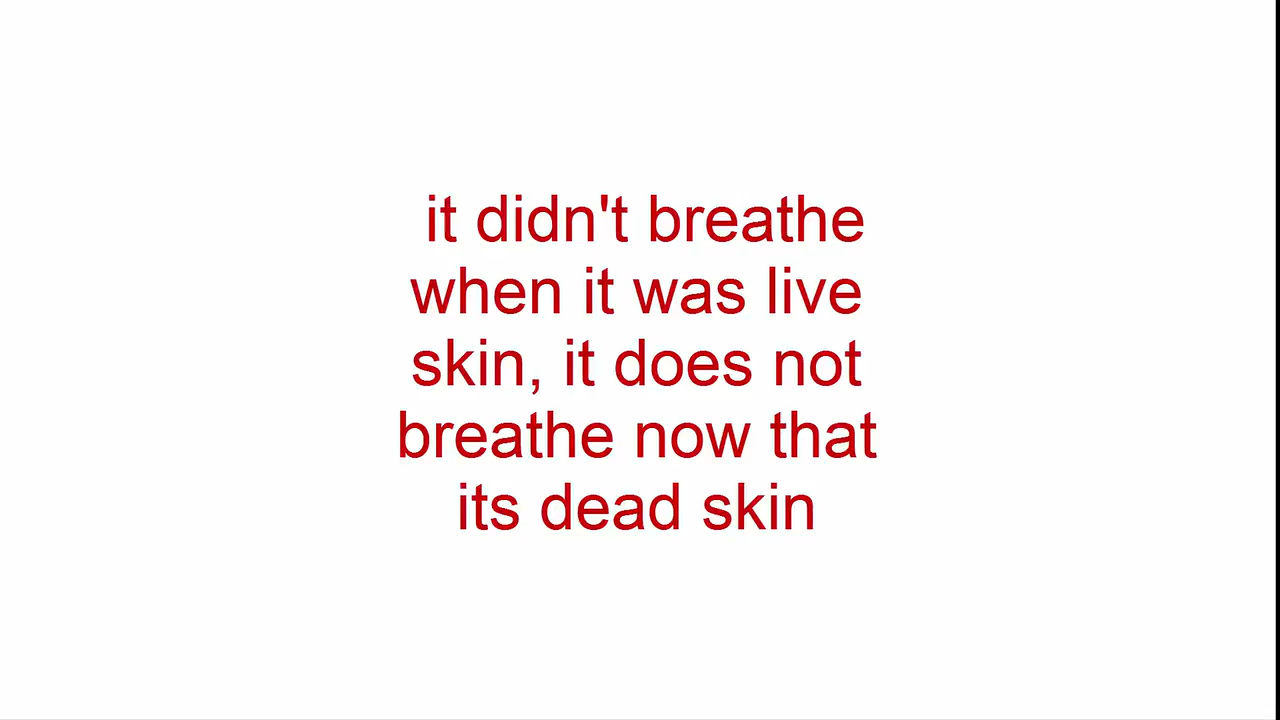 it didn't breathe
when it was live
skin, it does not
breathe now that
its dead skin